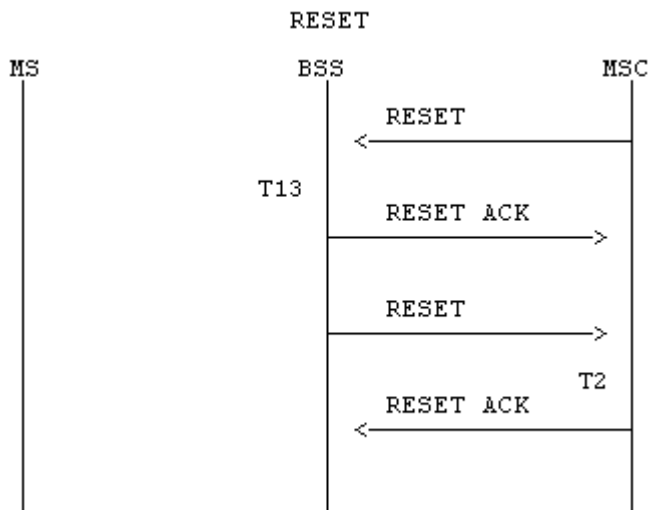 RESET
MS BSS MSC
RESET
T13
RESET ACK
RESET
T2
RESET ACK